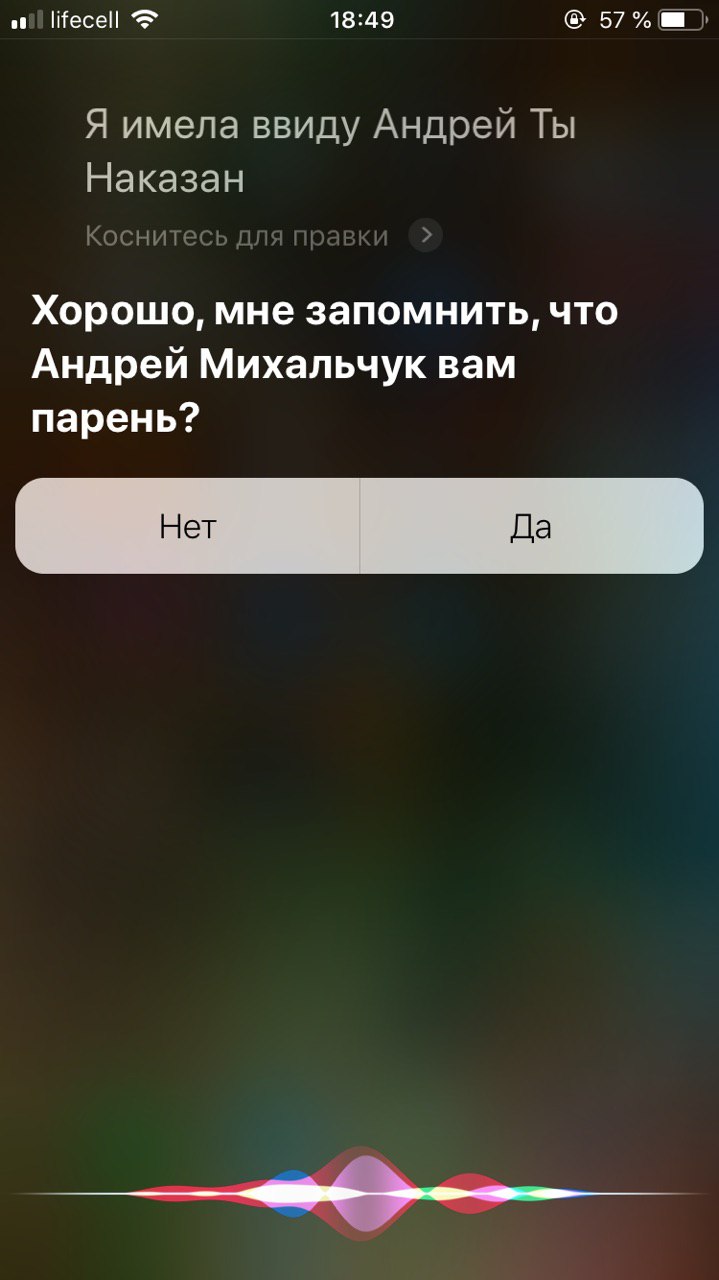 lifecell 18:49 57 %
Я имела ввиду Андрей Ты
Наказан
Коснитесь для правки
Хорошо, мне запомнить, что
Андрей Михальчук вам
парень?
Нет Да